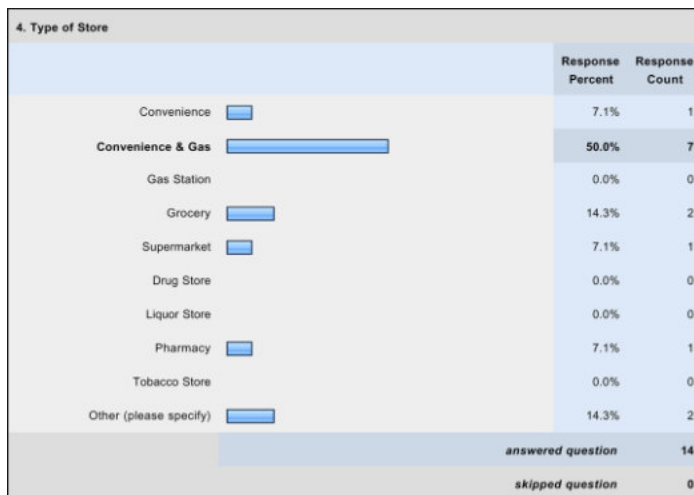 4. Type of Store
Response Percent Response Count
Convenience 7.1% 1
Convenience & Gas 50.0% 7
Gas Station 0.0% 0
Grocery 14.3% 2
Supermarket 7.1% 1
Drug Store 0.0% 0
Liquor Store 0.0% 0
Pharmacy 7.1% 1
Tobacco Store 0.0% 0
Other (please specify) 14.3% 2
answered question 14
skipped question 0